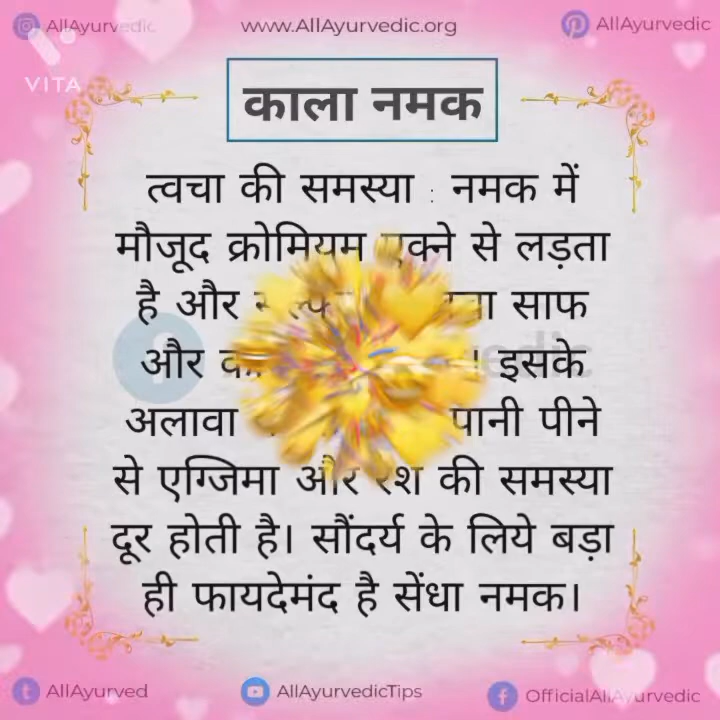 AllAyurvedic
www.AllAyurvedic.org
AllAyurvedic
VITA
काला नमक
त्वचा की समस्या : नमक में
मौजूद क्रोमियम से लड़ता
है और साफ
और । इसके
अलावा पानी पीने
से एग्जिमा और रेश की समस्या
दूर होती है। सौंदर्य के लिये बड़ा
ही फायदेमंद है सेंधा नमक।
AllAyurved
AllAyurvedicTips
OfficialAllAyurvedic